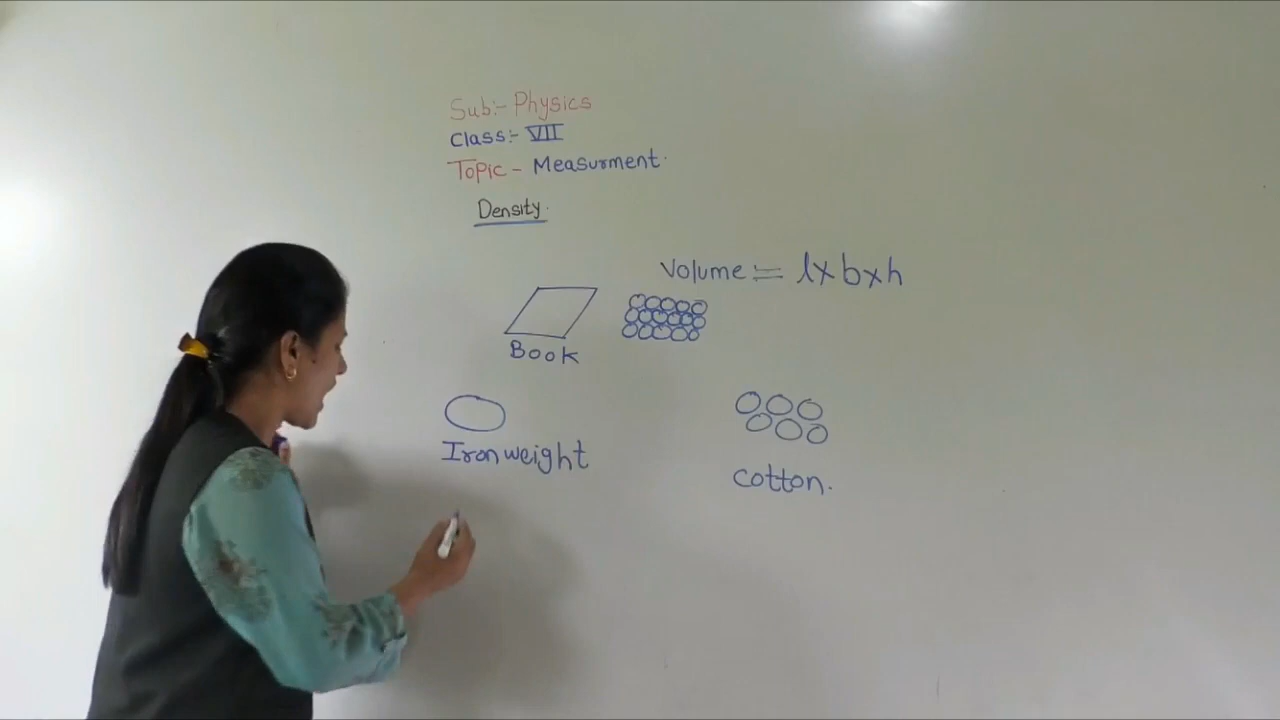 Sub:- Physics
Class:- VII
Topic - Measurment.
Density.
Volume = l x b x h
Book
Iron weight
cotton.